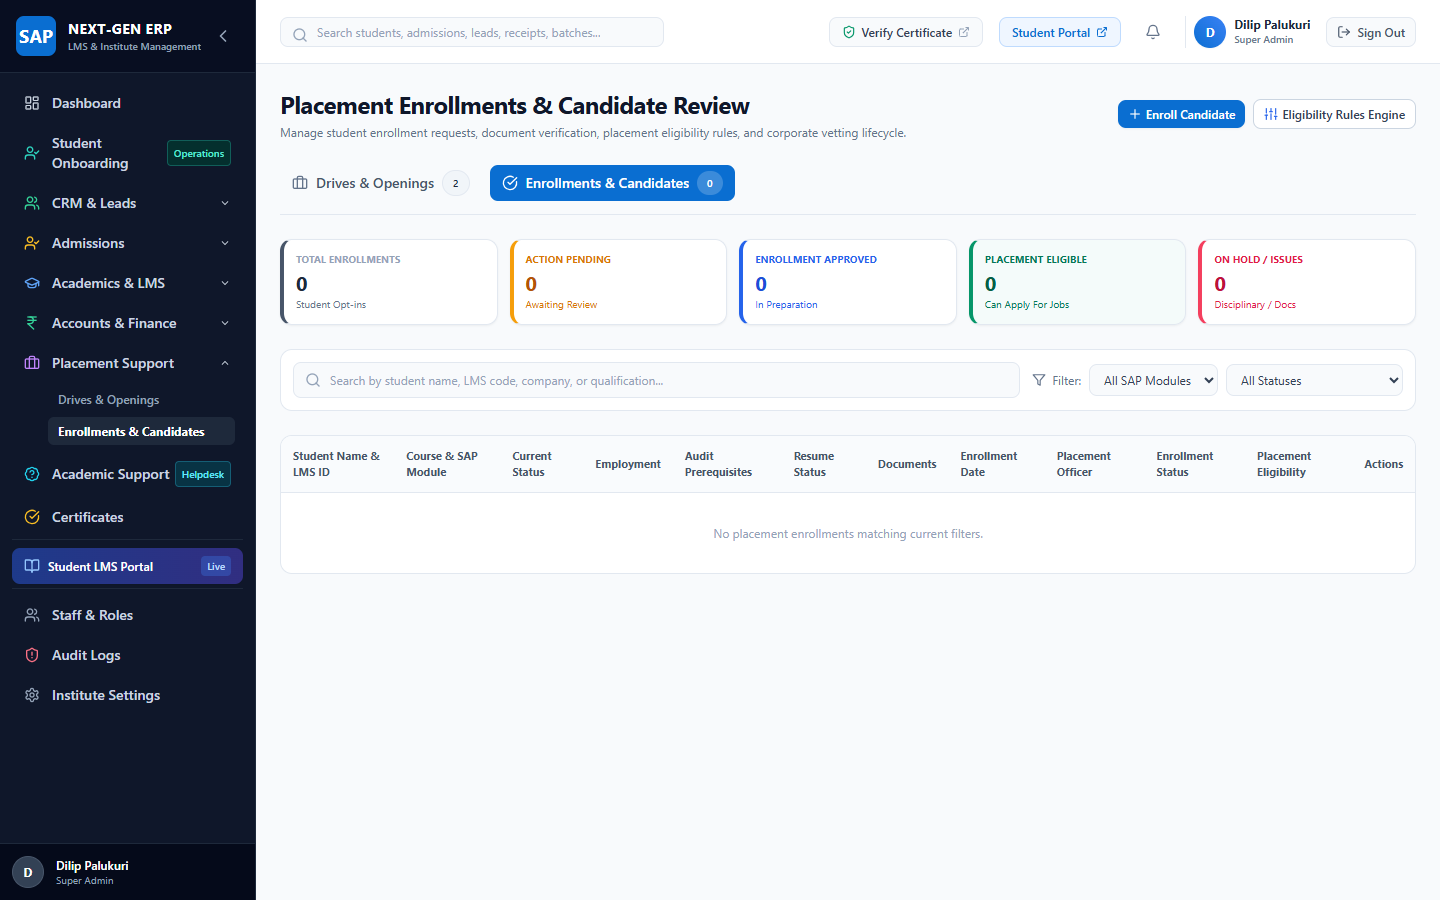 SAP
NEXT-GEN ERP
LMS & Institute Management
Search students, admissions, leads, receipts, batches...
Verify Certificate
Student Portal
D
Dilip Palukuri
Super Admin
Sign Out
Dashboard
Student Onboarding
Operations
CRM & Leads
Admissions
Academics & LMS
Accounts & Finance
Placement Support
Drives & Openings
Enrollments & Candidates
Academic Support
Helpdesk
Certificates
Student LMS Portal
Live
Staff & Roles
Audit Logs
Institute Settings
D
Dilip Palukuri
Super Admin
Placement Enrollments & Candidate Review
Manage student enrollment requests, document verification, placement eligibility rules, and corporate vetting lifecycle.
Enroll Candidate
Eligibility Rules Engine
Drives & Openings 2
Enrollments & Candidates 0
TOTAL ENROLLMENTS
0
Student Opt-ins
ACTION PENDING
0
Awaiting Review
ENROLLMENT APPROVED
0
In Preparation
PLACEMENT ELIGIBLE
0
Can Apply For Jobs
ON HOLD / ISSUES
0
Disciplinary / Docs
Search by student name, LMS code, company, or qualification...
Filter:
All SAP Modules
All Statuses
Student Name & LMS ID
Course & SAP Module
Current Status
Employment
Audit Prerequisites
Resume Status
Documents
Enrollment Date
Placement Officer
Enrollment Status
Placement Eligibility
Actions
No placement enrollments matching current filters.